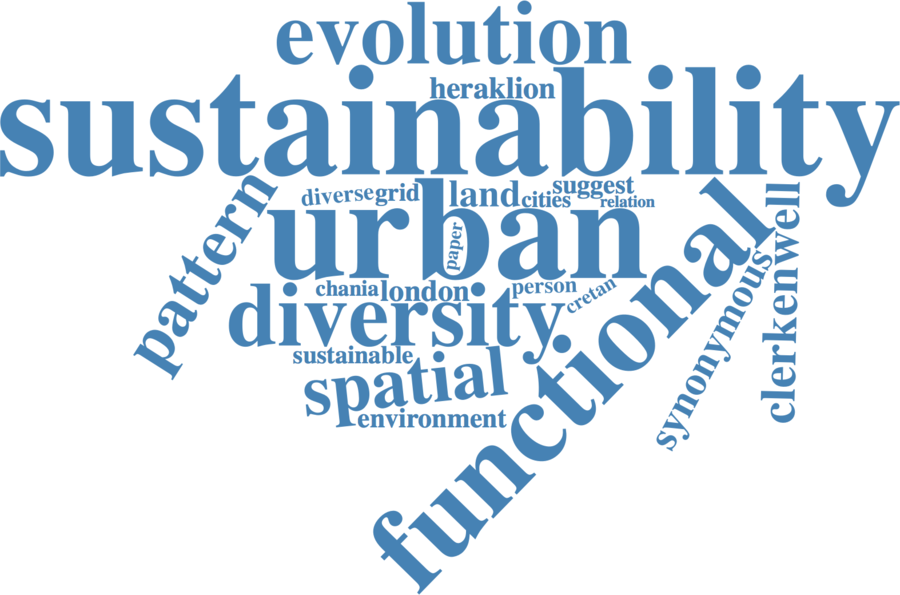 evolution
heraklion
sustainability
pattern
diverse
grid
land
cities
suggest
relation
urban
paper
functional
clerkenwell
synonymous
chania
london
person
cretan
diversity
sustainable
spatial
environment